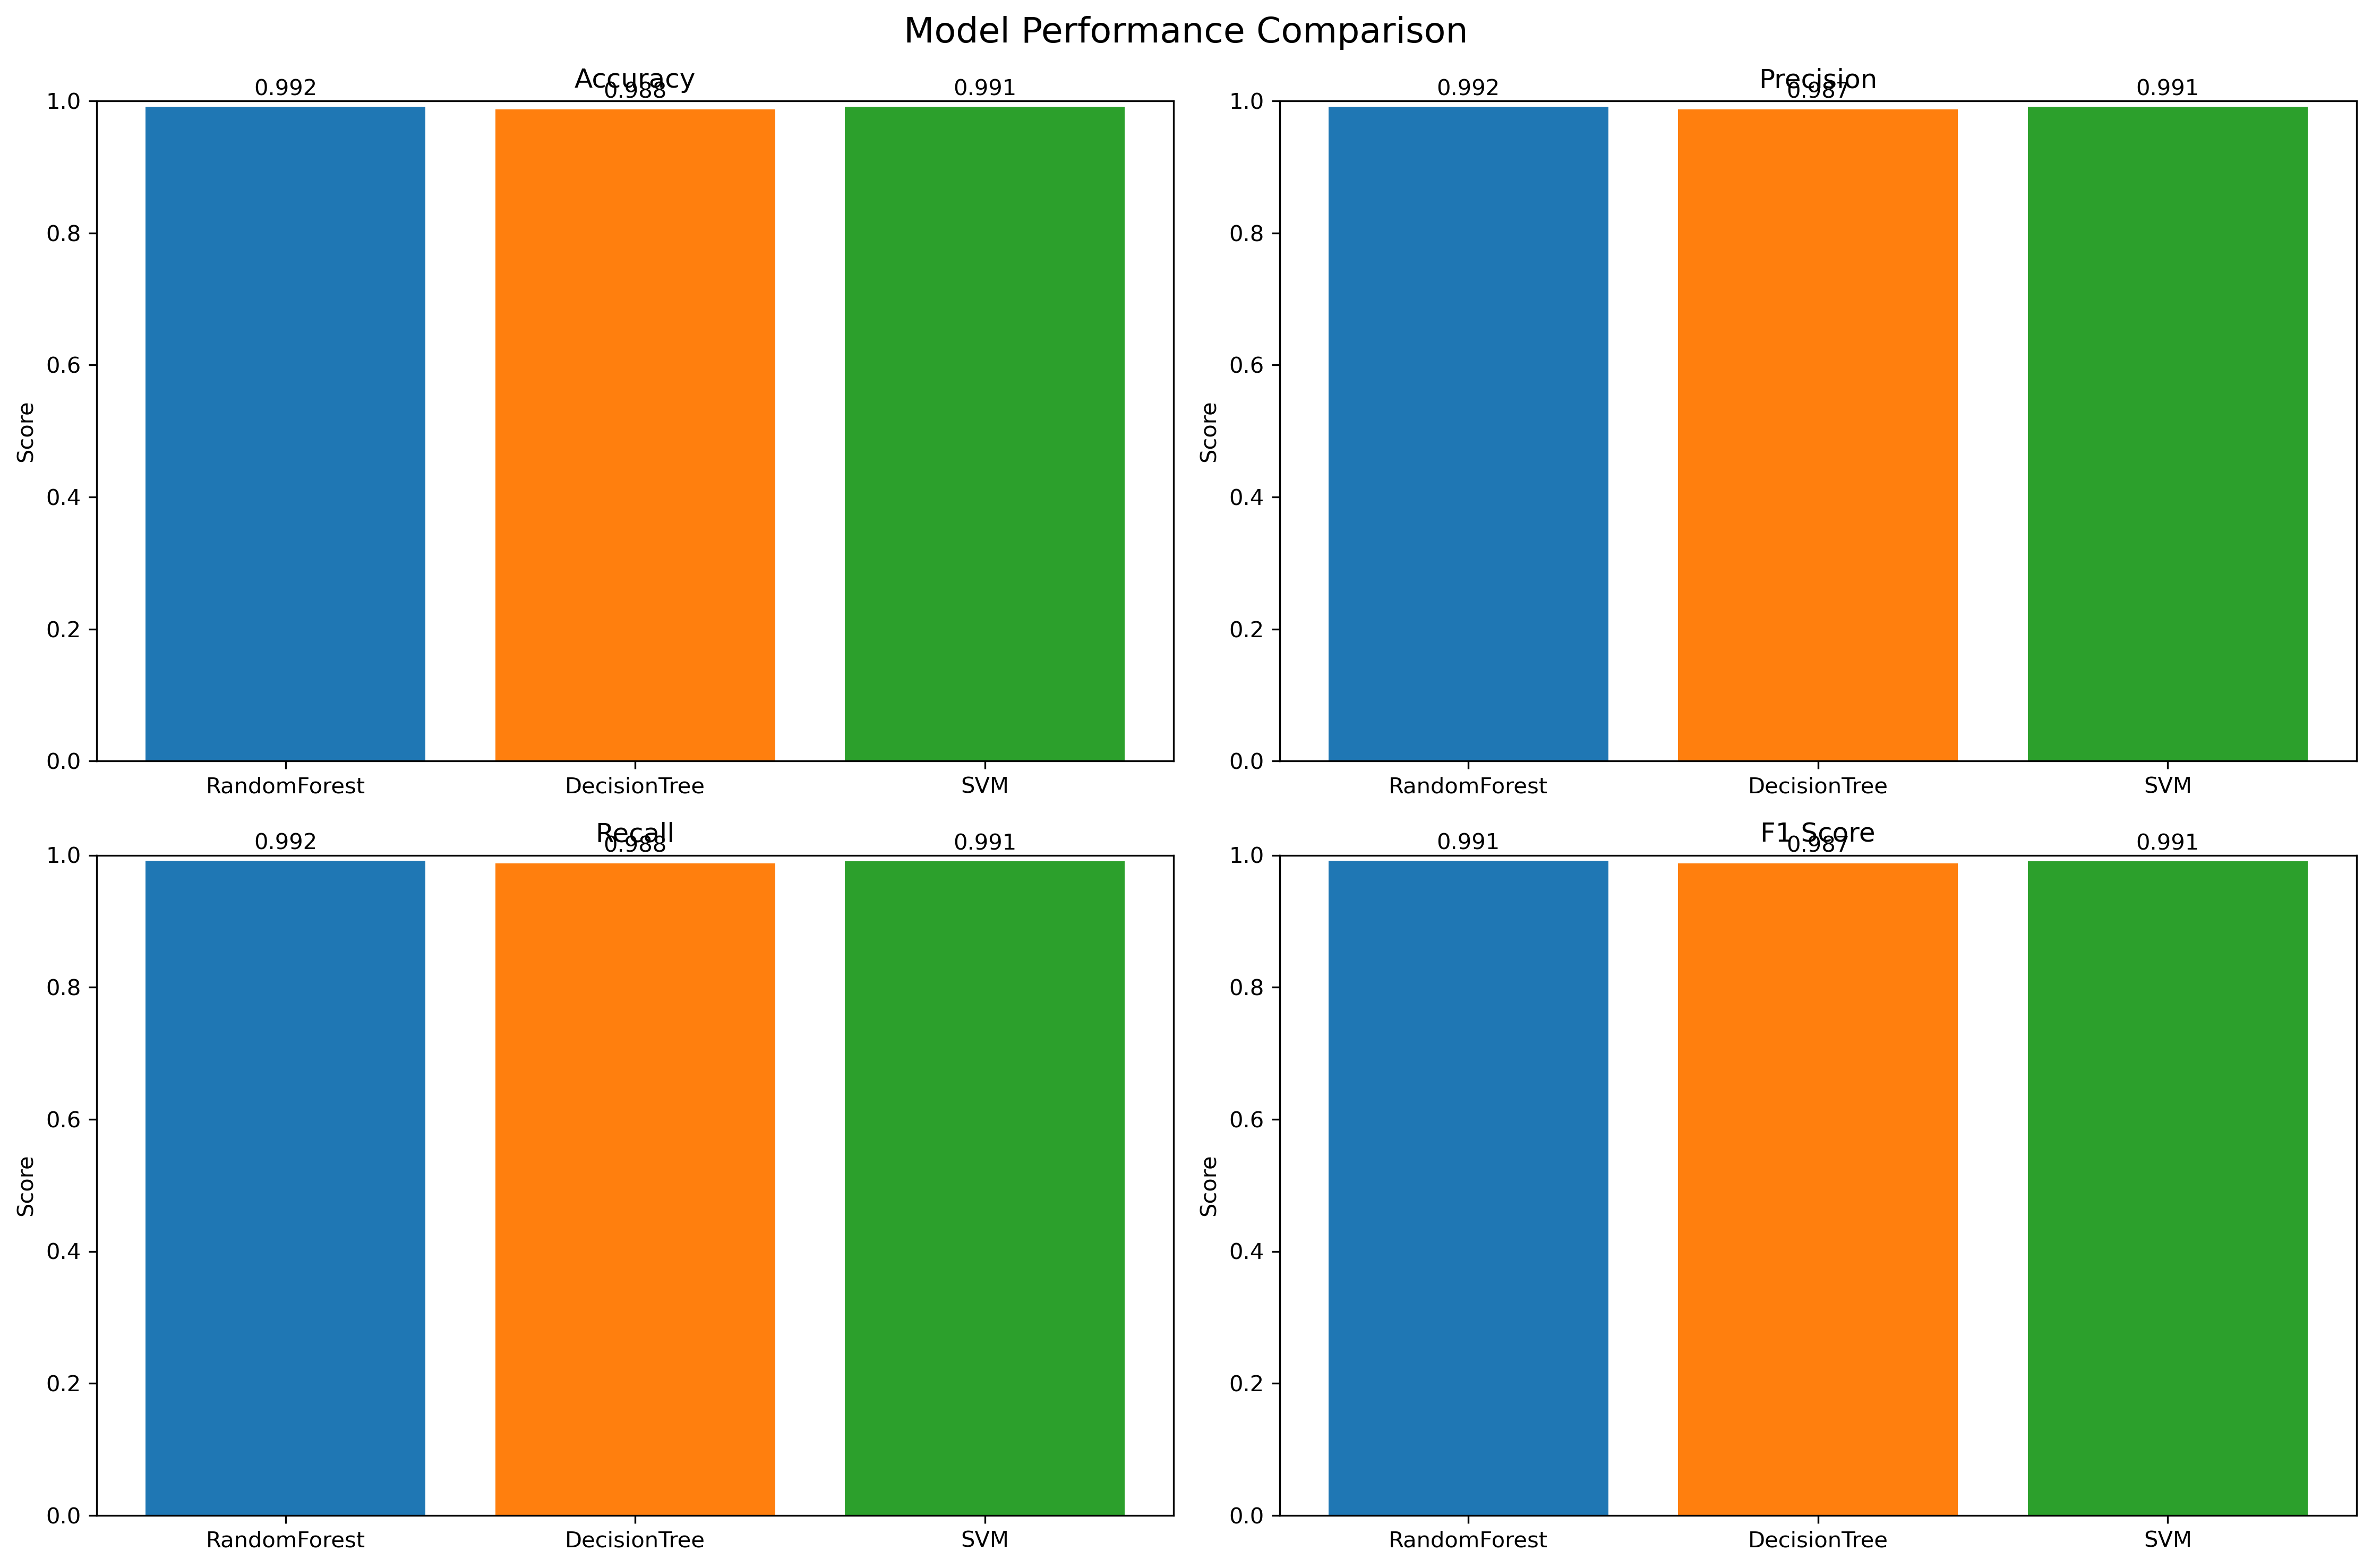 Model Performance Comparison
Accuracy
0.992 0.988 0.991
1.0
0.8
0.6
0.4
0.2
0.0
Score
RandomForest DecisionTree SVM
Precision
0.992 0.987 0.991
1.0
0.8
0.6
0.4
0.2
0.0
Score
RandomForest DecisionTree SVM
Recall
0.992 0.988 0.991
1.0
0.8
0.6
0.4
0.2
0.0
Score
RandomForest DecisionTree SVM
F1 Score
0.991 0.987 0.991
1.0
0.8
0.6
0.4
0.2
0.0
Score
RandomForest DecisionTree SVM